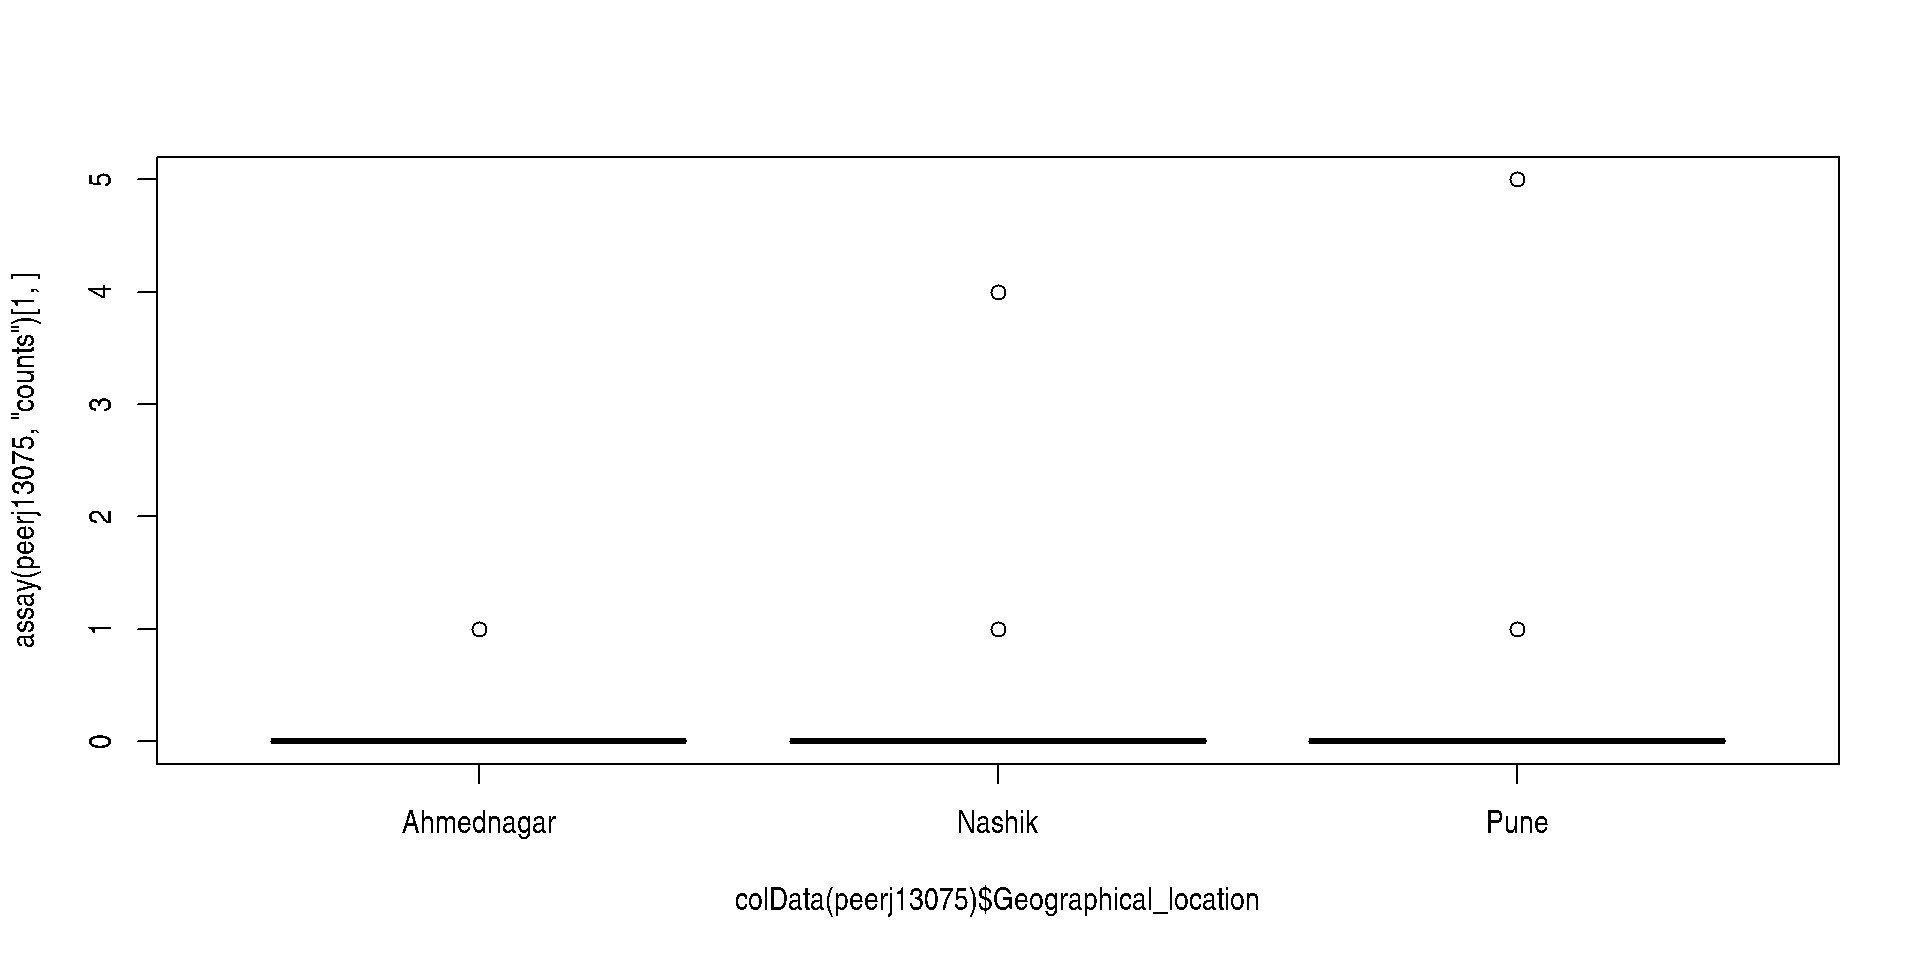 assay(peerj13075, "counts")[1, ]
5
4
3
2
1
0
Ahmednagar
Nashik
Pune
colData(peerj13075)$Geographical_location